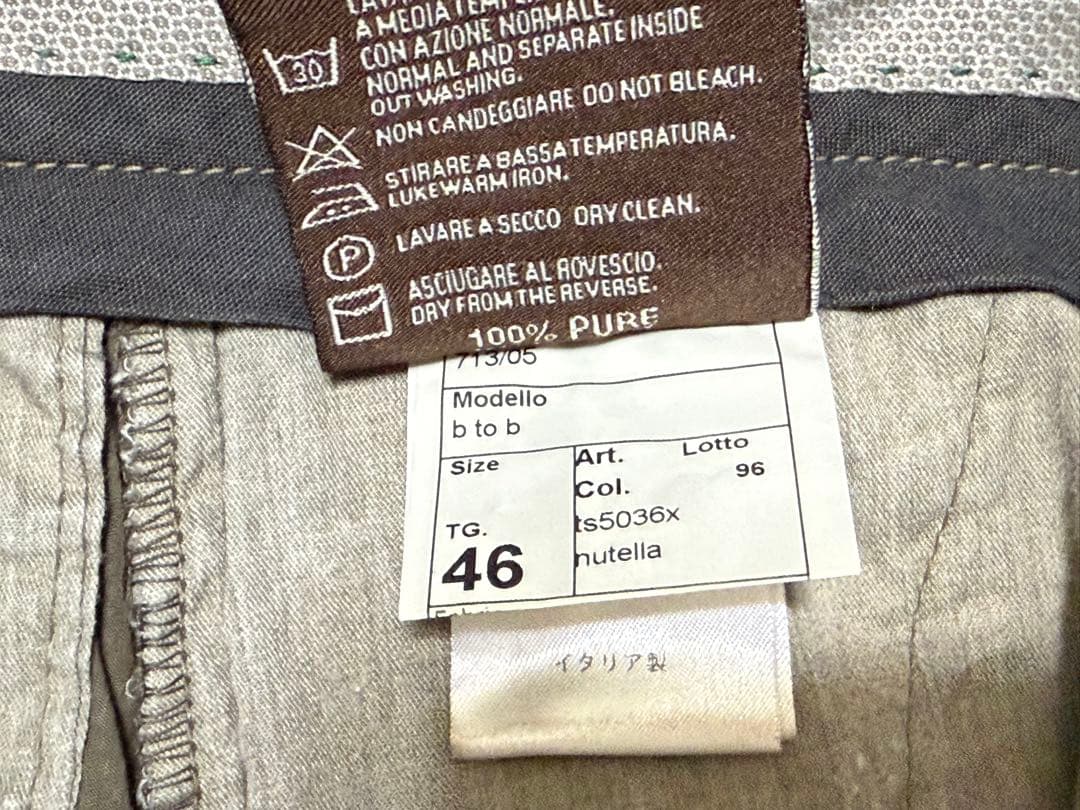 A MEDIA TEM
CON AZIONE NORMALE.
NORMAL AND SEPARATE INSIDE
OUT WASHING.
30
NON CANDEGGIARE DO NOT BLEACH.
STIRARE A BASSA TEMPERATURA.
LUKEWARM IRON.
P
LAVARE A SECCO DRY CLEAN.
ASCIUGARE AL ROVESCIO.
DRY FROM THE REVERSE.
100% PURE
713/05
Modello
b to b
Size
TG.
46
Art. Lotto
Col. 96
ts5036x
nutella
イタリア製